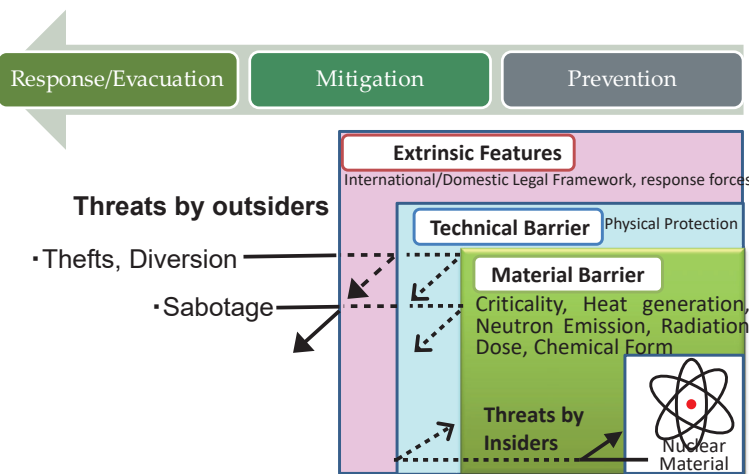 Response/Evacuation
Mitigation
Prevention
Extrinsic Features
International/Domestic Legal Framework, response forces
Threats by outsiders
Technical Barrier
Physical Protection
·Thefts, Diversion
Material Barrier
·Sabotage
Criticality, Heat generation,
Neutron Emission, Radiation
Dose, Chemical Form
Threats by
Insiders
Nuclear
Material